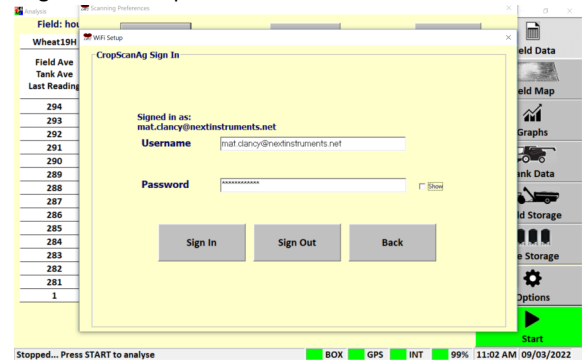 Analysis
Scanning Preferences
Field: hou
Wheat19H
Field Ave
Tank Ave
Last Reading
294
293
292
291
290
289
288
287
286
285
284
283
282
281
1
WiFi Setup
CropScanAg Sign In
Signed in as:
mat.clancy@nextinstruments.net
Username
mat.clancy@nextinstruments.net
Password
************
Show
Sign In
Sign Out
Back
eld Data
eld Map
Graphs
nk Data
ld Storage
e Storage
Options
Start
Stopped... Press START to analyse
BOX
GPS
INT
99%
11:02 AM
09/03/2022